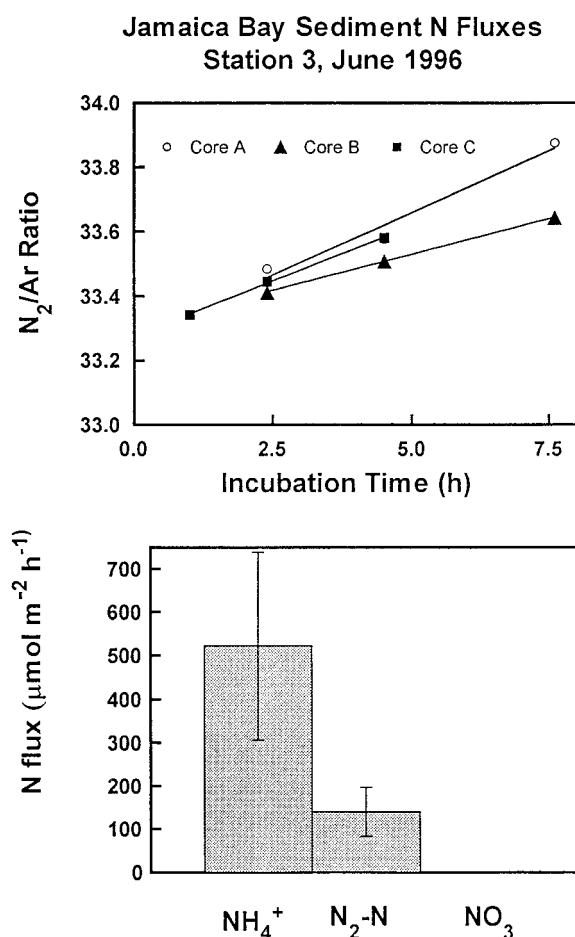 Jamaica Bay Sediment N Fluxes
Station 3, June 1996
34.0
Core A
Core B
Core C
33.8
33.6
33.4
33.2
33.0
N₂/Ar Ratio
0.0
2.5
5.0
7.5
Incubation Time (h)
700
600
500
400
300
200
100
0
N flux (μmol m⁻² h⁻¹)
NH₄⁺
N₂-N
NO₃